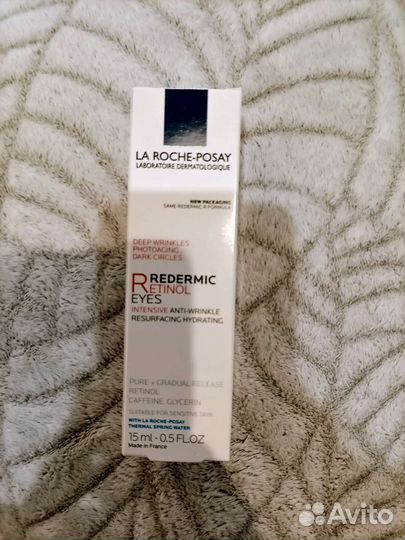 LA ROCHE-POSAY
LABORATOIRE DERMATOLOGIQUE
NEW PACKAGING
SAME REDERMIC R FORMULA
DEEP WRINKLES
PHOTOAGING
DARK CIRCLES
REDERMIC
RETINOL
EYES
INTENSIVE ANTI-WRINKLE
RESURFACING HYDRATING
PURE + GRADUAL RELEASE
RETINOL
CAFFEINE, GLYCERIN
SUITABLE FOR SENSITIVE SKIN
WITH LA ROCHE-POSAY
THERMAL SPRING WATER
15 ml - 0.5 FL.OZ
Made in France
Avito